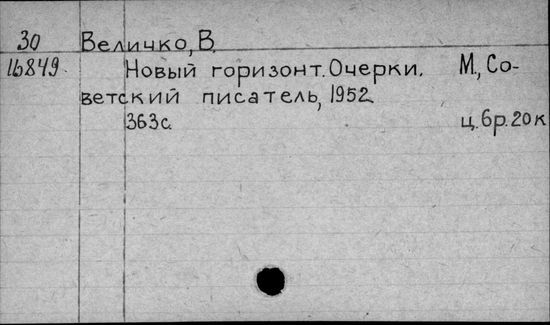 30 Величко, В.
16849 Новый горизонт. Очерки. М., Со-
ветский писатель, 1952
363с. ц. 6р. 20к